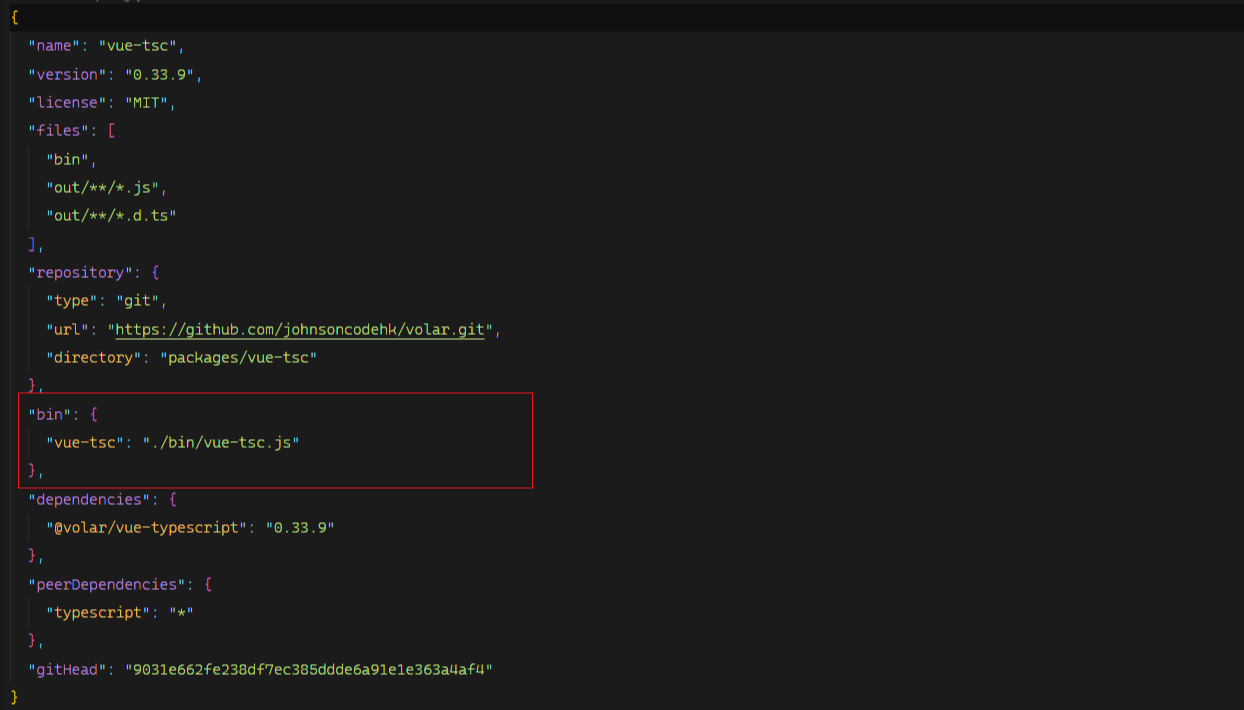 {
"name": "vue-tsc",
"version": "0.33.9",
"license": "MIT",
"files": [
"bin",
"out/**/*.js",
"out/**/*.d.ts"
],
"repository": {
"type": "git",
"url": "https://github.com/johnsoncodehk/volar.git",
"directory": "packages/vue-tsc"
},
"bin": {
"vue-tsc": "./bin/vue-tsc.js"
},
"dependencies": {
"@volar/vue-typescript": "0.33.9"
},
"peerDependencies": {
"typescript": "*"
},
"gitHead": "9031e662fe238df7ec385ddde6a91e1e363a4af4"
}